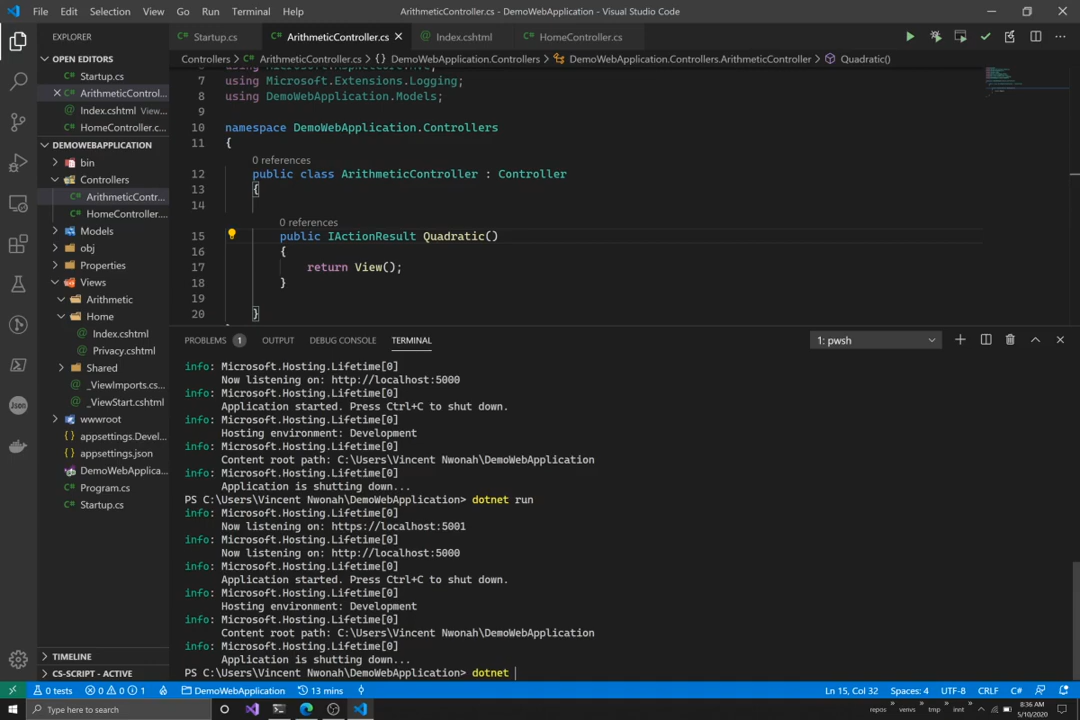 File Edit Selection View Go Run Terminal Help
ArithmeticController.cs - DemoWebApplication - Visual Studio Code
EXPLORER
OPEN EDITORS
Startup.cs
ArithmeticControl...
Index.cshtml View...
HomeController.c...
DEMOWEBAPPLICATION
bin
Controllers
ArithmeticContr...
HomeController....
Models
obj
Properties
Views
Arithmetic
Home
Index.cshtml
Privacy.cshtml
Shared
_ViewImports.cs...
_ViewStart.cshtml
wwwroot
appsettings.Devel...
appsettings.json
DemoWebApplica...
Program.cs
Startup.cs
TIMELINE
CS-SCRIPT - ACTIVE
Startup.cs ArithmeticController.cs Index.cshtml HomeController.cs
Controllers > ArithmeticController.cs > {} DemoWebApplication.Controllers > DemoWebApplication.Controllers.ArithmeticController > Quadratic()
7 using Microsoft.Extensions.Logging;
8 using DemoWebApplication.Models;
9
10 namespace DemoWebApplication.Controllers
11 {
0 references
12 public class ArithmeticController : Controller
13 {
14
0 references
15 public IActionResult Quadratic()
16 {
17 return View();
18 }
19
20 }
PROBLEMS 1 OUTPUT DEBUG CONSOLE TERMINAL 1: pwsh
info: Microsoft.Hosting.Lifetime[0]
Now listening on: http://localhost:5000
info: Microsoft.Hosting.Lifetime[0]
Application started. Press Ctrl+C to shut down.
info: Microsoft.Hosting.Lifetime[0]
Hosting environment: Development
info: Microsoft.Hosting.Lifetime[0]
Content root path: C:\Users\Vincent Nwonah\DemoWebApplication
info: Microsoft.Hosting.Lifetime[0]
Application is shutting down...
PS C:\Users\Vincent Nwonah\DemoWebApplication> dotnet run
info: Microsoft.Hosting.Lifetime[0]
Now listening on: https://localhost:5001
info: Microsoft.Hosting.Lifetime[0]
Now listening on: http://localhost:5000
info: Microsoft.Hosting.Lifetime[0]
Application started. Press Ctrl+C to shut down.
info: Microsoft.Hosting.Lifetime[0]
Hosting environment: Development
info: Microsoft.Hosting.Lifetime[0]
Content root path: C:\Users\Vincent Nwonah\DemoWebApplication
info: Microsoft.Hosting.Lifetime[0]
Application is shutting down...
PS C:\Users\Vincent Nwonah\DemoWebApplication> dotnet
0 tests 0 0 1 DemoWebApplication 13 mins Ln 15, Col 32 Spaces: 4 UTF-8 CRLF C#
Type here to search repos venvs tmp 8:36 AM
5/10/2020